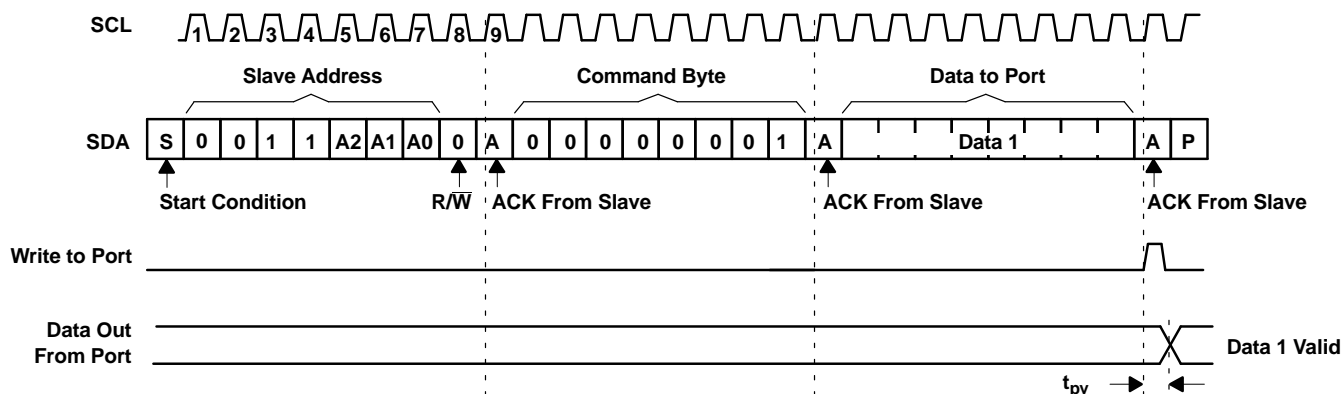 SCL 1 2 3 4 5 6 7 8 9
Slave Address Command Byte Data to Port
SDA S 0 0 1 1 A2 A1 A0 0 A 0 0 0 0 0 0 0 1 A Data 1 A P
Start Condition R/W̅ ACK From Slave ACK From Slave ACK From Slave
Write to Port
Data Out
From Port
Data 1 Valid
tpv